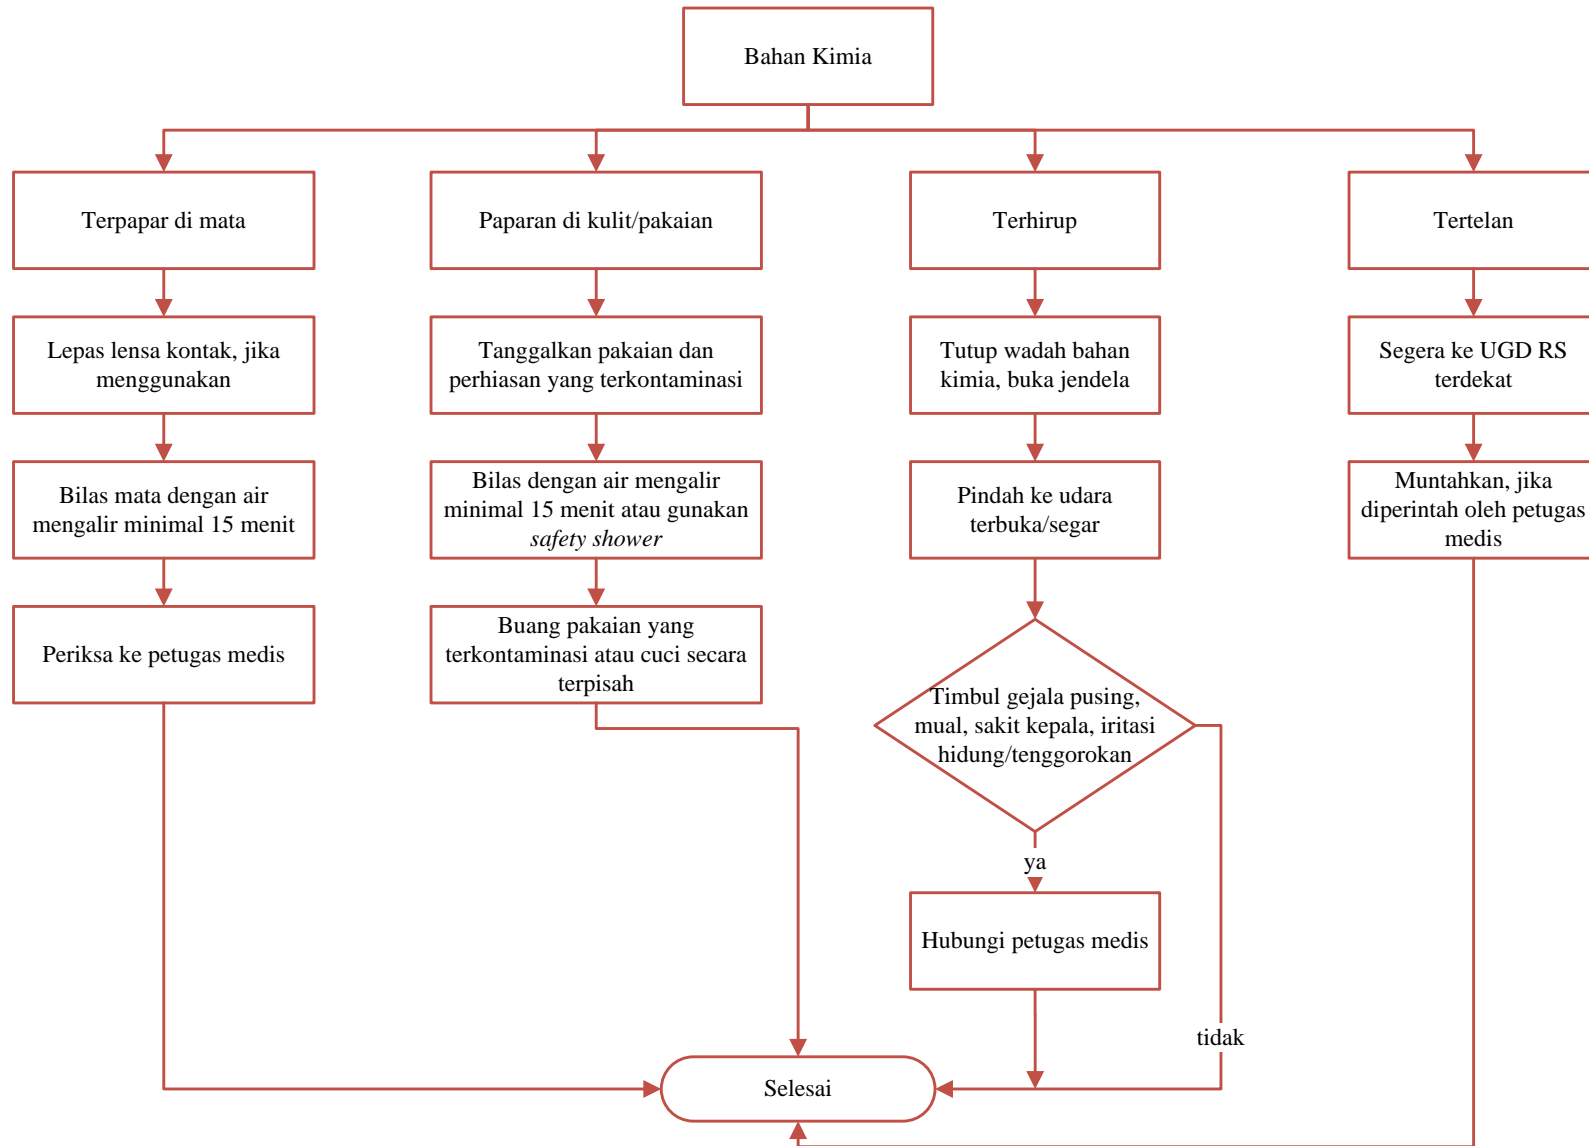 Bahan Kimia
Terpapar di mata
Paparan di kulit/pakaian
Terhirup
Tertelan
Lepas lensa kontak, jika
menggunakan
Tanggalkan pakaian dan
perhiasan yang terkontaminasi
Tutup wadah bahan
kimia, buka jendela
Segera ke UGD RS
terdekat
Bilas mata dengan air
mengalir minimal 15 menit
Bilas dengan air mengalir
minimal 15 menit atau gunakan
safety shower
Pindah ke udara
terbuka/segar
Muntahkan, jika
diperintah oleh petugas
medis
Periksa ke petugas medis
Buang pakaian yang
terkontaminasi atau cuci secara
terpisah
Timbul gejala pusing,
mual, sakit kepala, iritasi
hidung/tenggorokan
ya
Hubungi petugas medis
tidak
Selesai